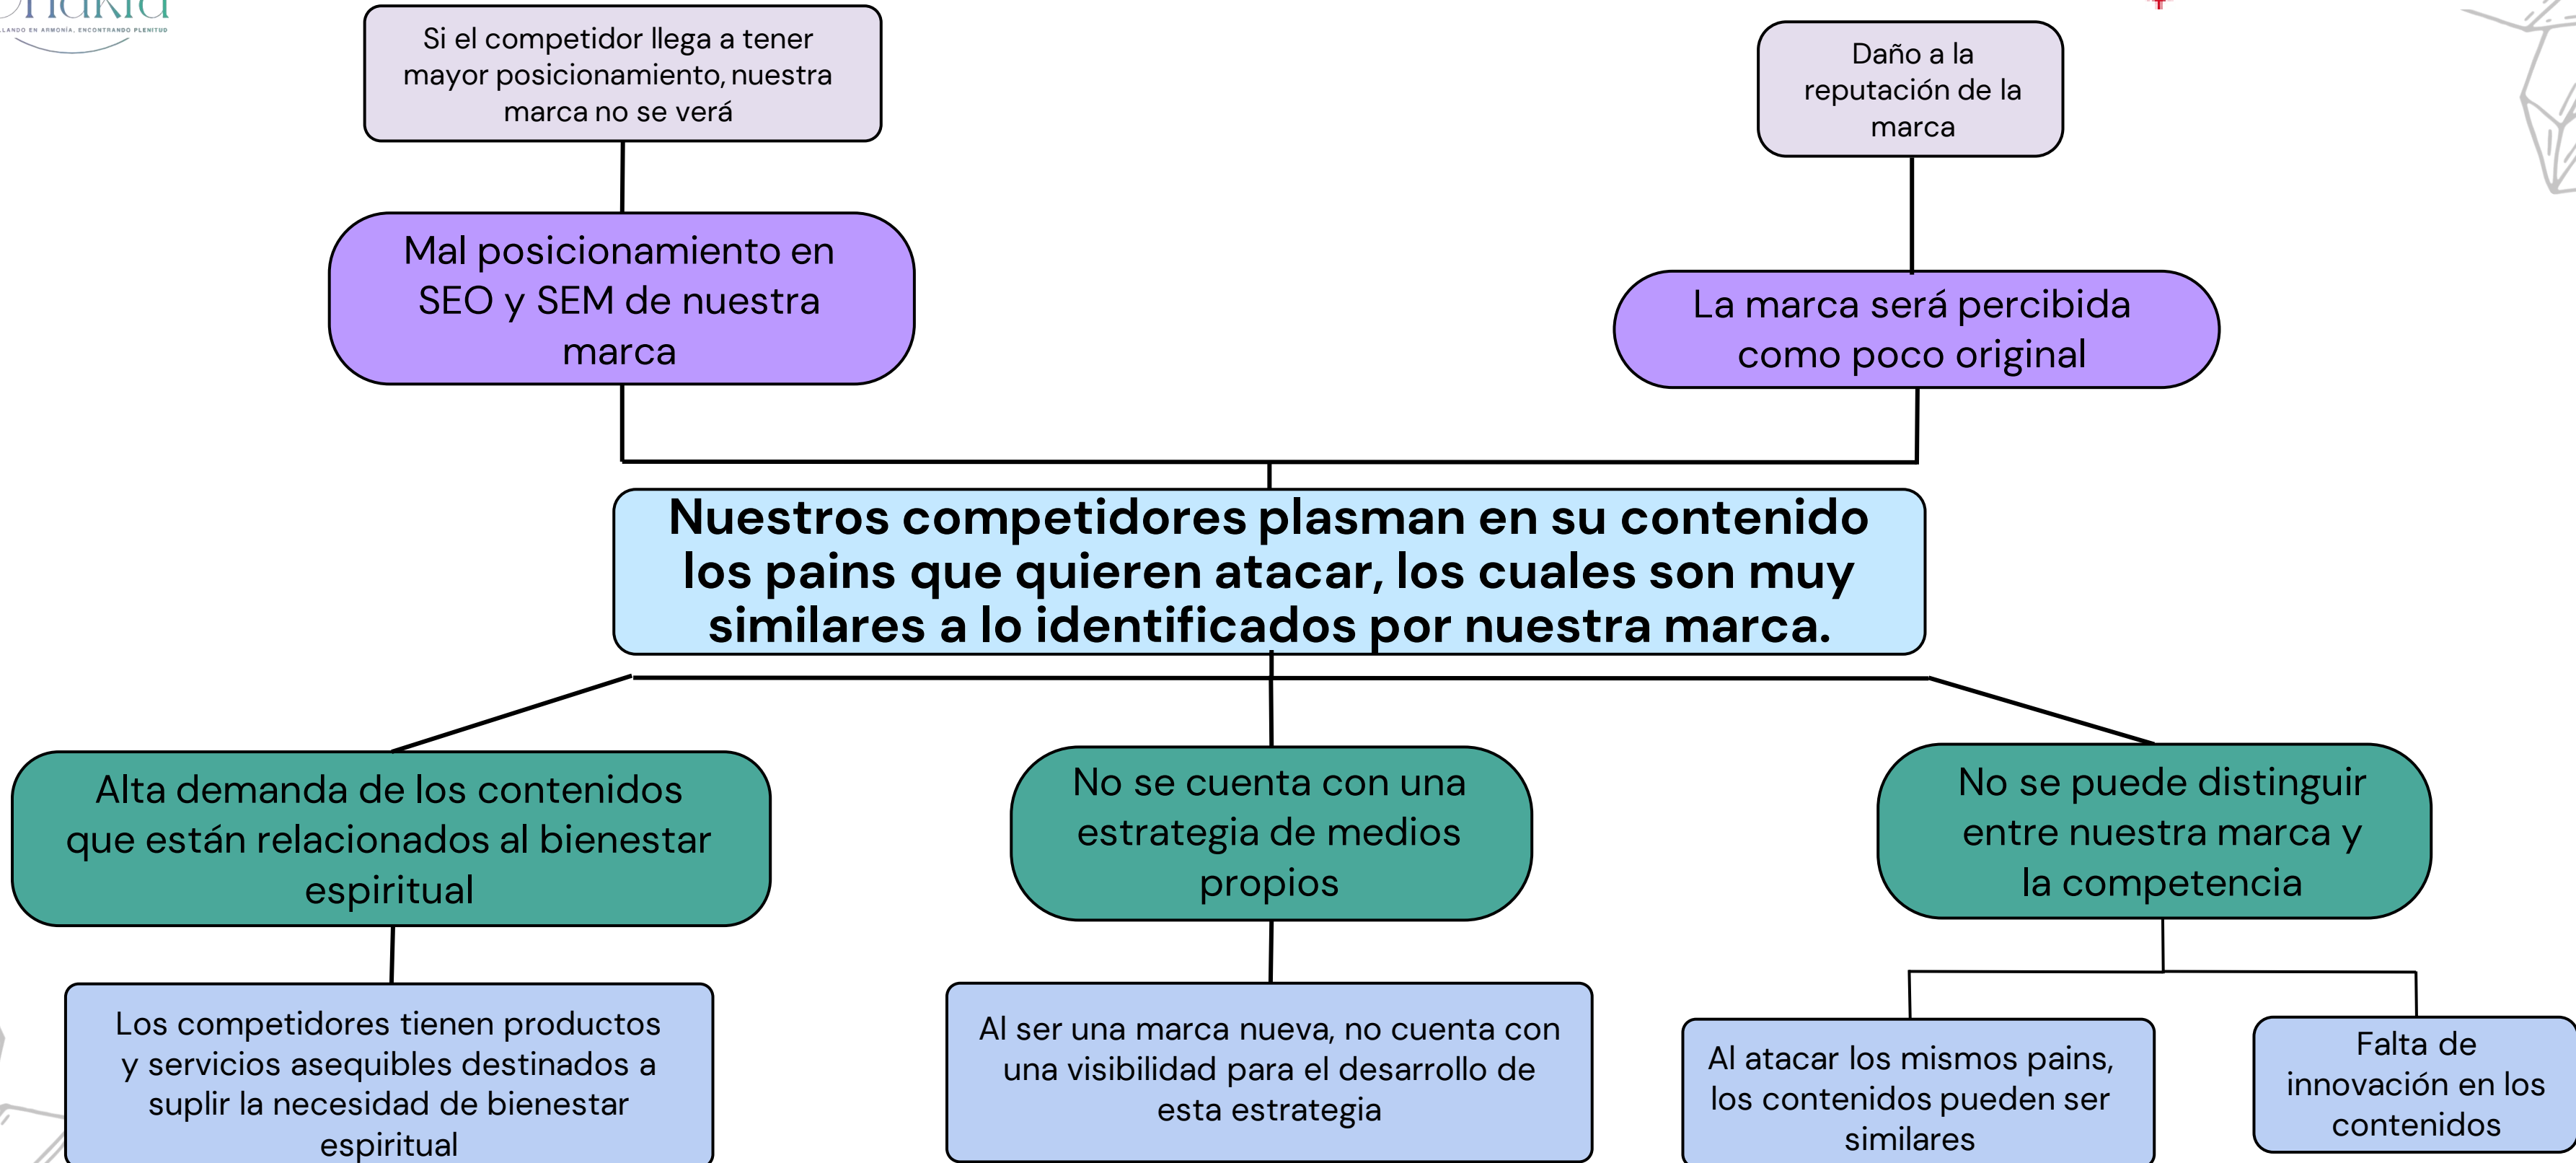 LANDO EN ARMONÍA, ENCONTRANDO PLENITUD
Si el competidor llega a tener
mayor posicionamiento, nuestra
marca no se verá
Daño a la
reputación de la
marca
Mal posicionamiento en
SEO y SEM de nuestra
marca
La marca será percibida
como poco original
Nuestros competidores plasman en su contenido
los pains que quieren atacar, los cuales son muy
similares a lo identificados por nuestra marca.
Alta demanda de los contenidos
que están relacionados al bienestar
espiritual
No se cuenta con una
estrategia de medios
propios
No se puede distinguir
entre nuestra marca y
la competencia
Los competidores tienen productos
y servicios asequibles destinados a
suplir la necesidad de bienestar
espiritual
Al ser una marca nueva, no cuenta con
una visibilidad para el desarrollo de
esta estrategia
Al atacar los mismos pains,
los contenidos pueden ser
similares
Falta de
innovación en los
contenidos